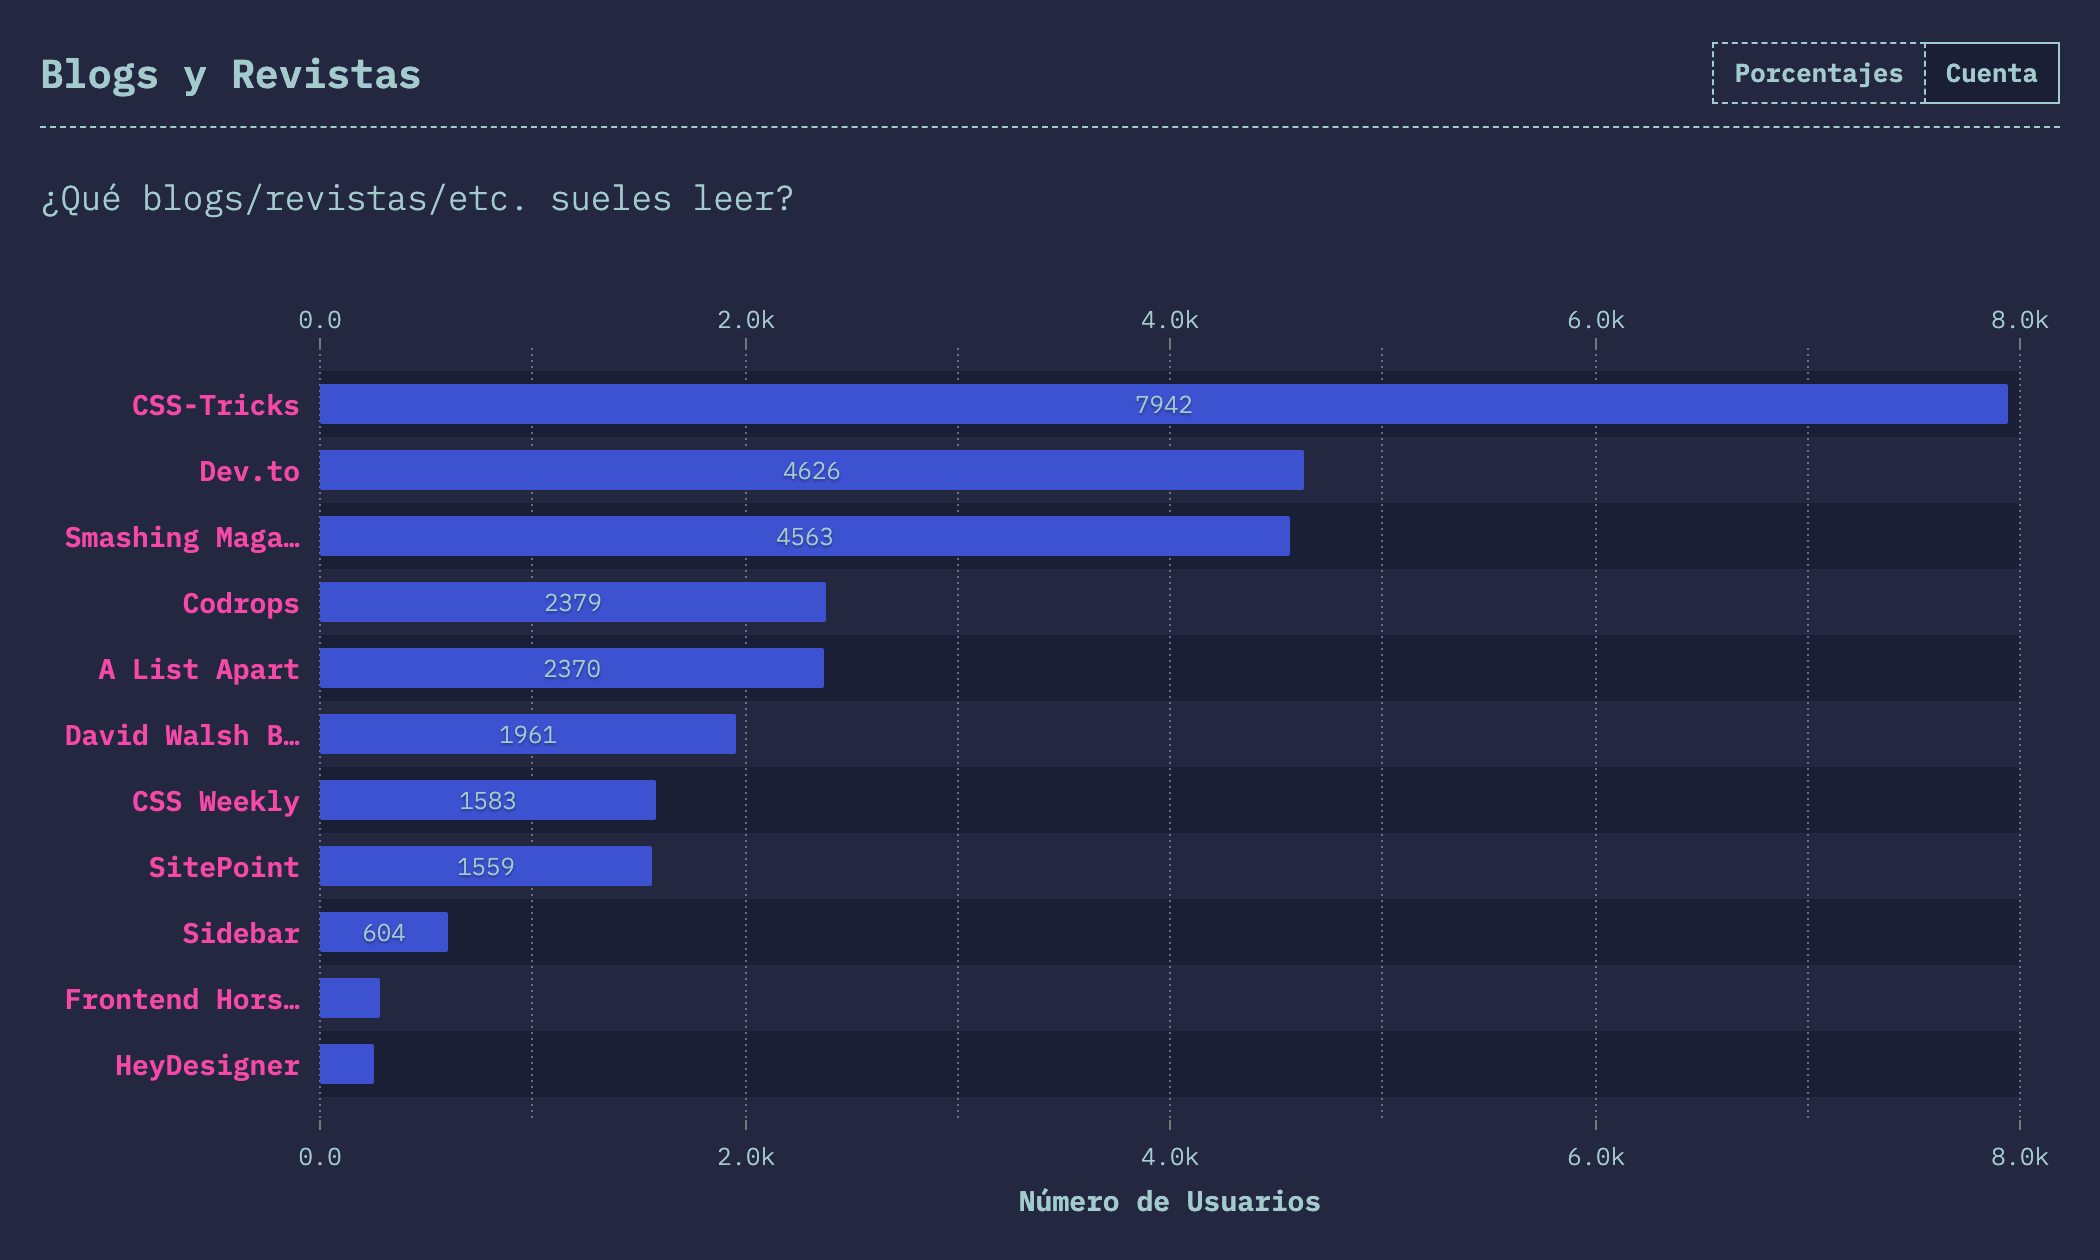 Blogs y Revistas
Porcentajes Cuenta
¿Qué blogs/revistas/etc. sueles leer?
0.0 2.0k 4.0k 6.0k 8.0k
CSS-Tricks 7942
Dev.to 4626
Smashing Maga… 4563
Codrops 2379
A List Apart 2370
David Walsh B… 1961
CSS Weekly 1583
SitePoint 1559
Sidebar 604
Frontend Hors…
HeyDesigner
0.0 2.0k 4.0k 6.0k 8.0k
Número de Usuarios